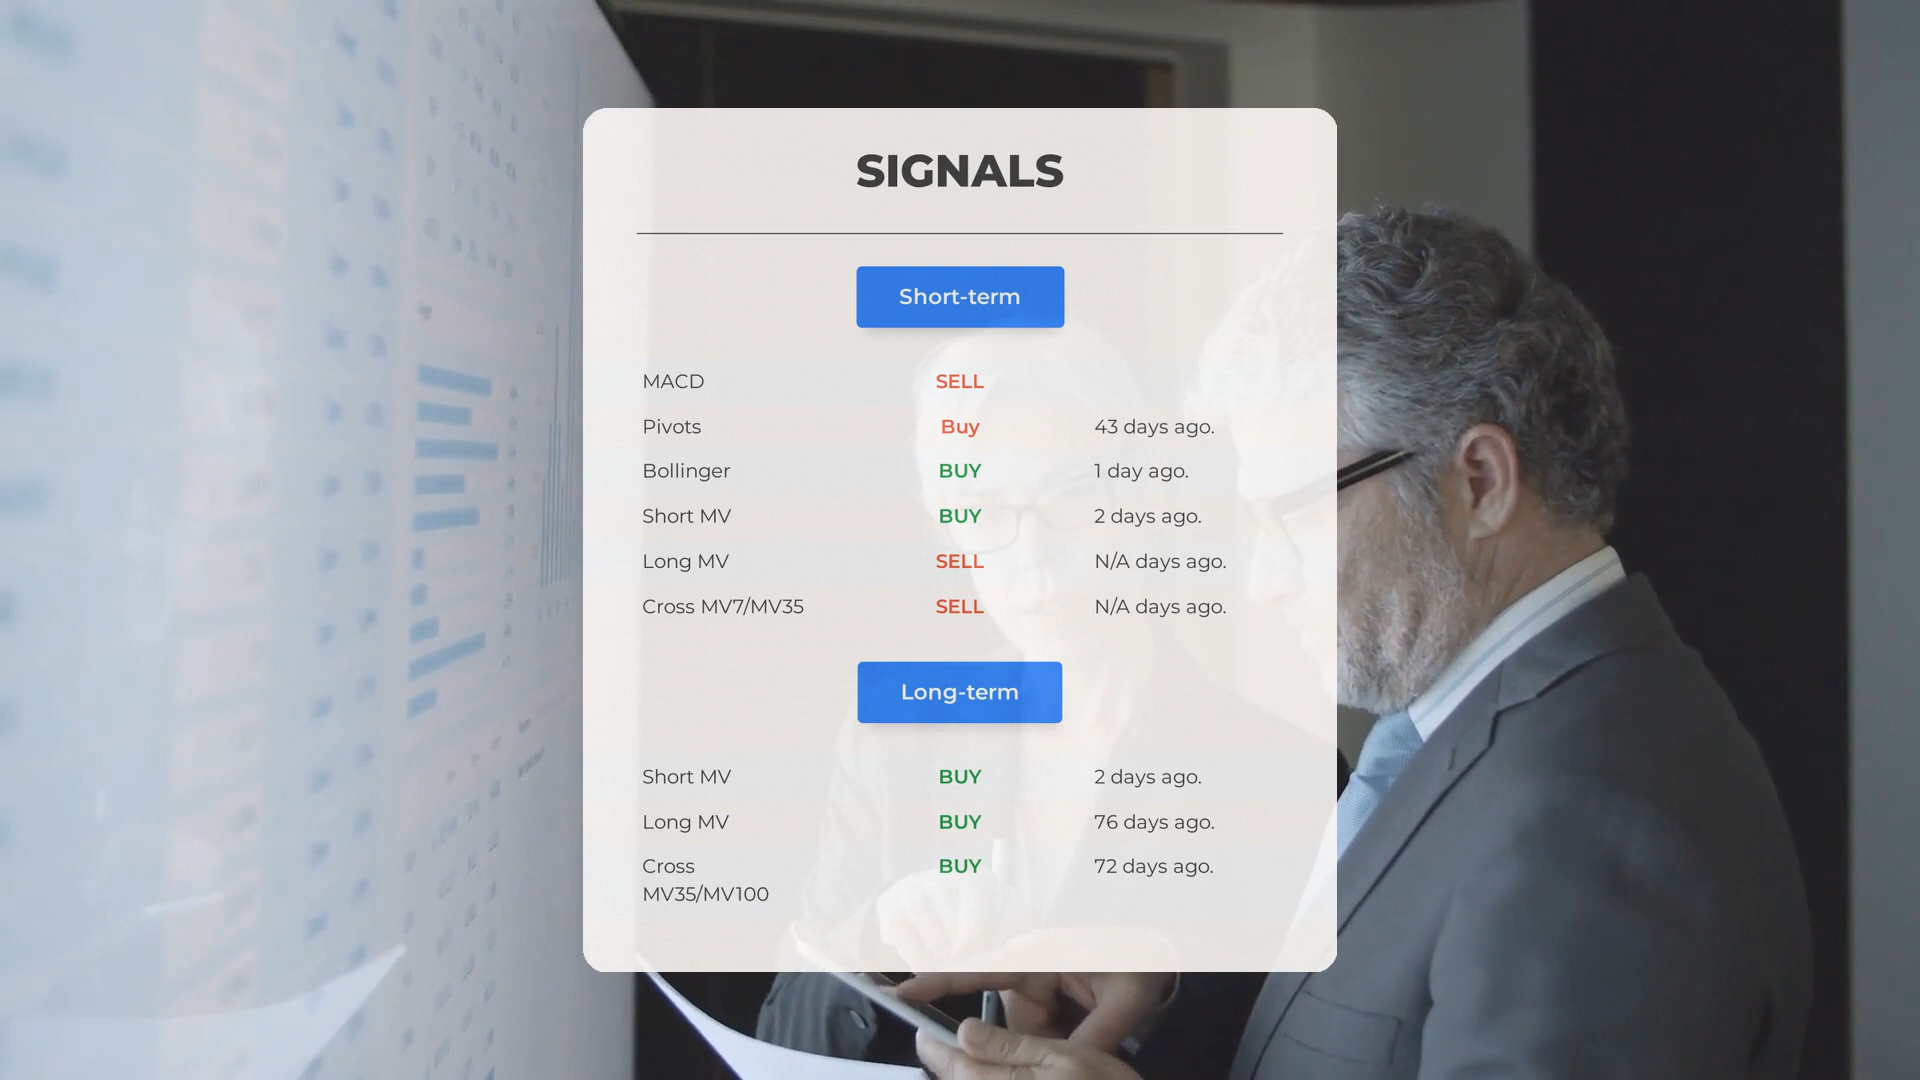 SIGNALS
Short-term
MACD SELL
Pivots Buy 43 days ago.
Bollinger BUY 1 day ago.
Short MV BUY 2 days ago.
Long MV SELL N/A days ago.
Cross MV7/MV35 SELL N/A days ago.
Long-term
Short MV BUY 2 days ago.
Long MV BUY 76 days ago.
Cross BUY 72 days ago.
MV35/MV100